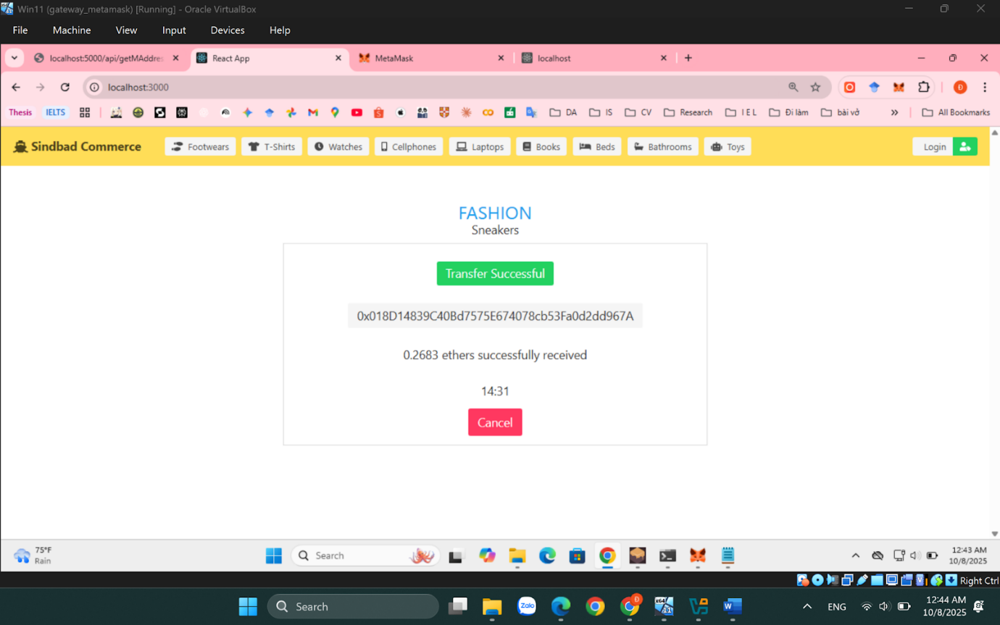 Win11 (gateway_metamask) [Running] - Oracle VirtualBox
File Machine View Input Devices Help
localhost:5000/api/getMAddres React App MetaMask localhost
localhost:3000
Thesis IELTS DA IS CV Research I E L Đi làm bài vở » All Bookmarks
Sindbad Commerce Footwears T-Shirts Watches Cellphones Laptops Books Beds Bathrooms Toys Login
FASHION
Sneakers
Transfer Successful
0x018D14839C40Bd7575E674078cb53Fa0d2dd967A
0.2683 ethers successfully received
14:31
Cancel
75°F
Rain
Search
12:43 AM
10/8/2025
Right Ctrl
Search
Zalo
ENG
12:44 AM
10/8/2025